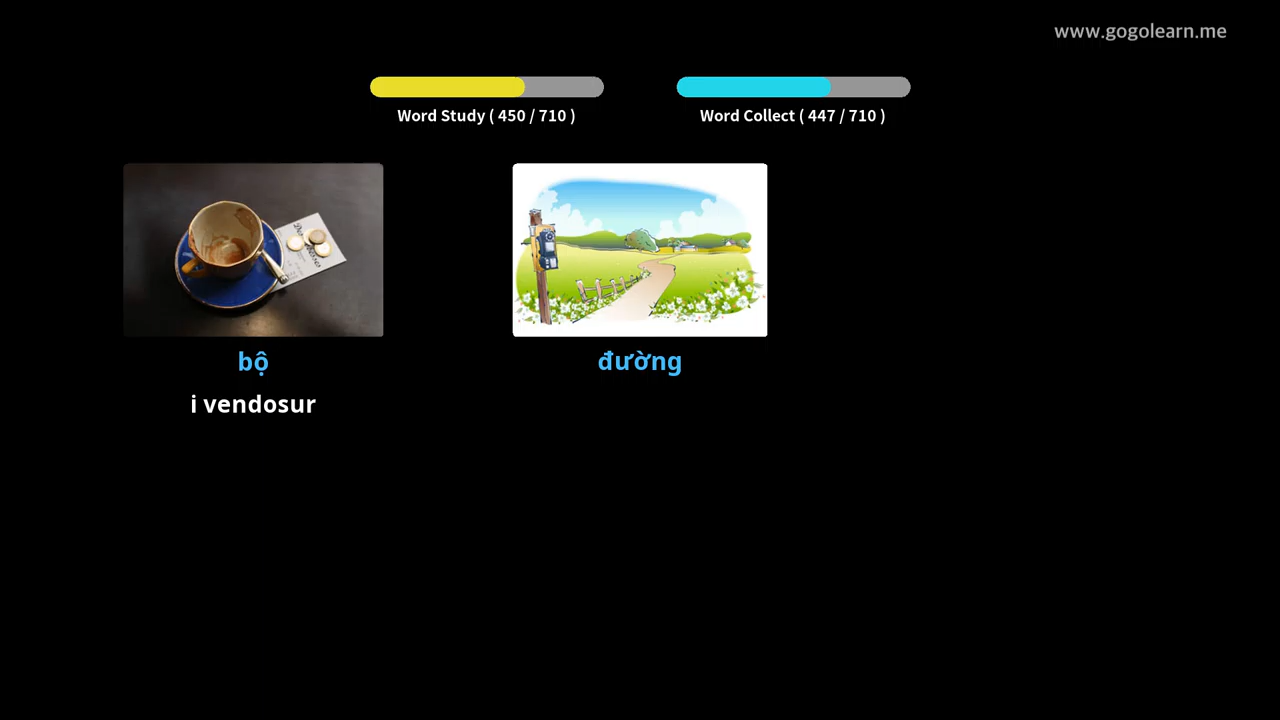 www.gogolearn.me
Word Study ( 450 / 710 )
Word Collect ( 447 / 710 )
bộ
đường
i vendosur